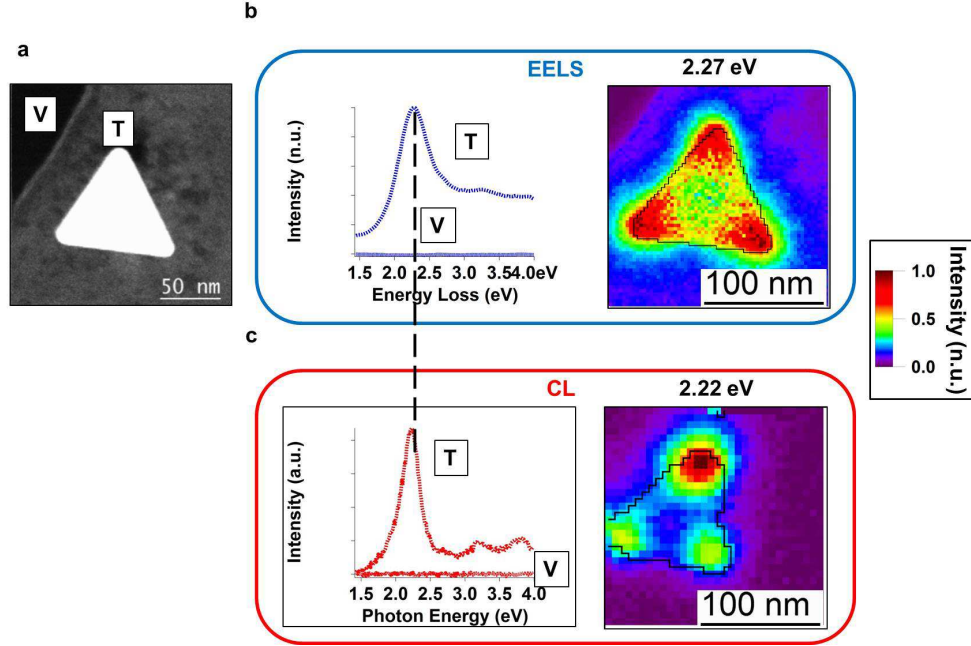 a
V
T
50 nm
b
EELS
2.27 eV
Intensity (n.u.)
T
V
1.5 2.0 2.5 3.0 3.54.0eV
Energy Loss (eV)
100 nm
c
CL
2.22 eV
Intensity (a.u.)
T
V
1.5 2.0 2.5 3.0 3.5 4.0
Photon Energy (eV)
100 nm
1.0
0.5
0.0
Intensity (n.u.)